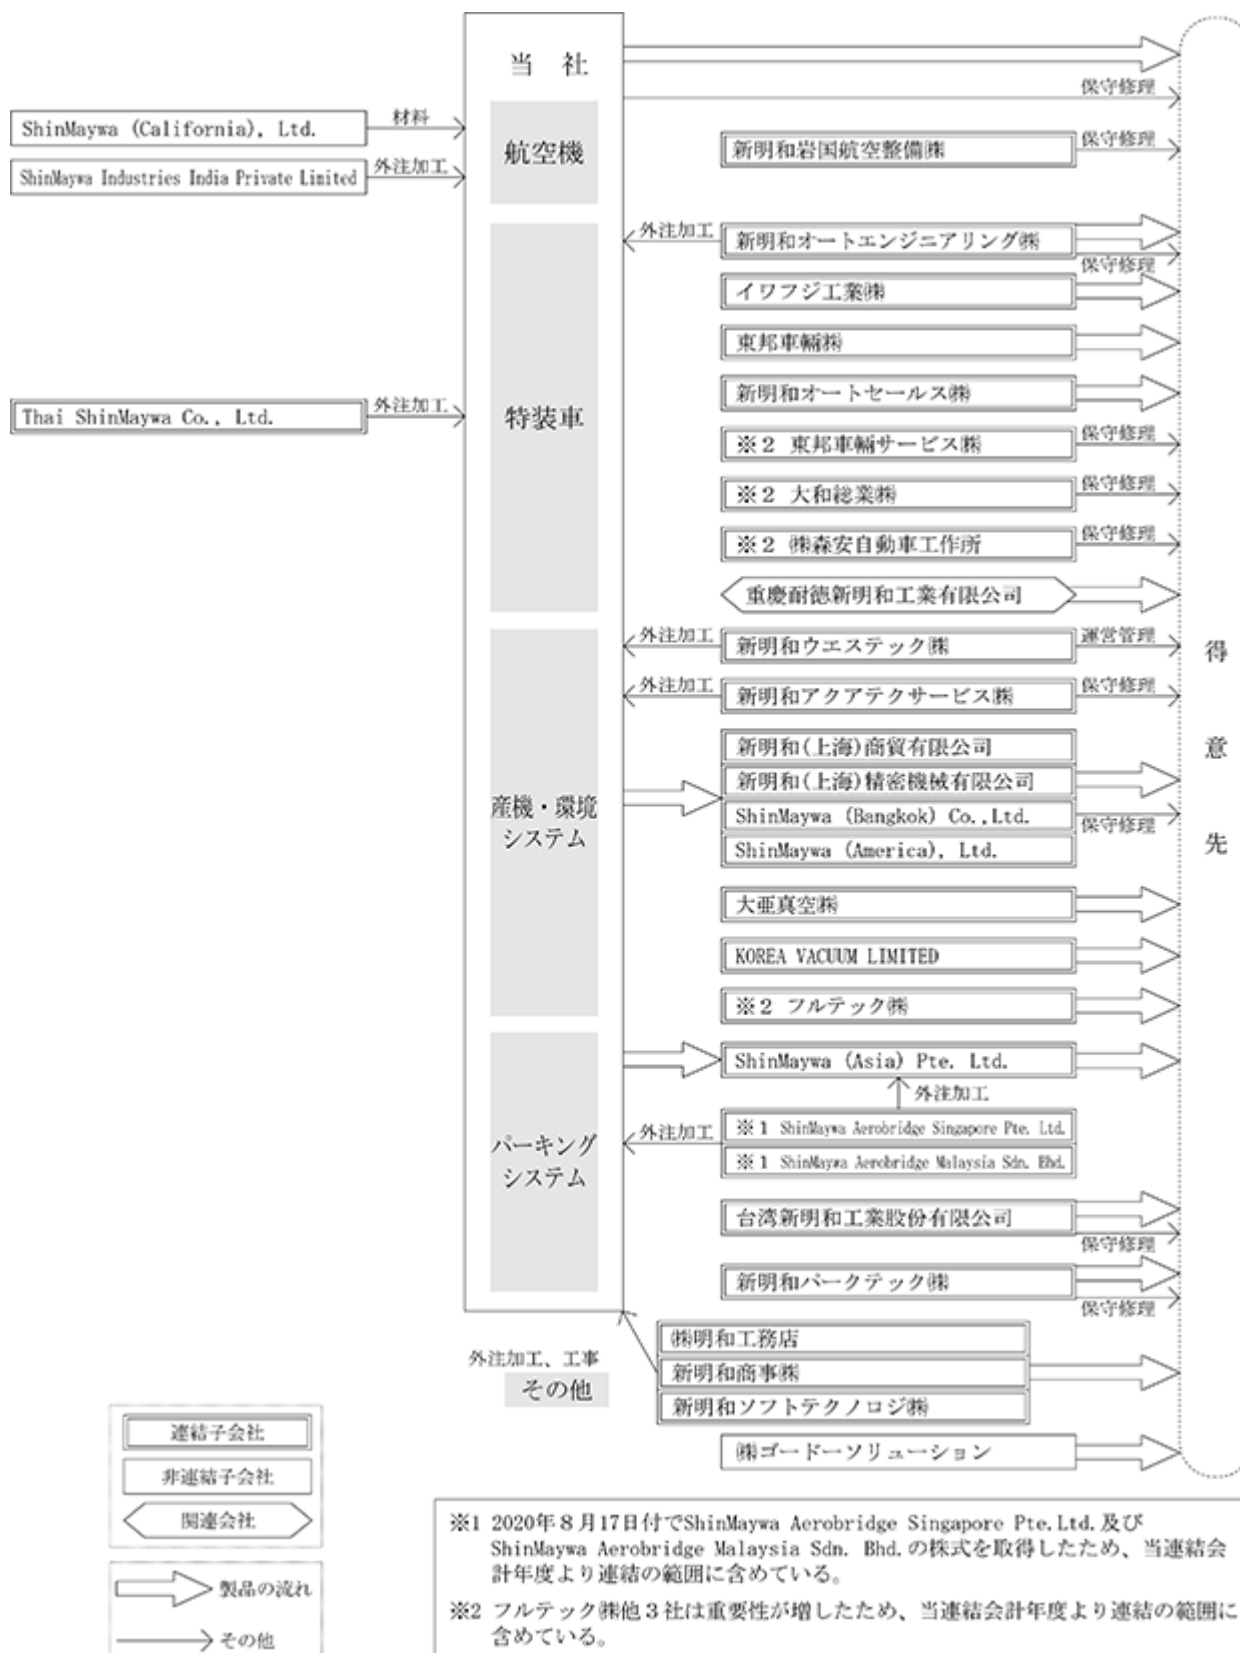 当 社
保守修理
ShinMaywa (California), Ltd.
材料
航空機
新明和岩国航空整備㈱
保守修理
ShinMaywa Industries India Private Limited
外注加工
外注加工
新明和オートエンジニアリング㈱
保守修理
イワフジ工業㈱
東邦車輛㈱
特装車
新明和オートセールス㈱
Thai ShinMaywa Co., Ltd.
外注加工
※２ 東邦車輛サービス㈱
保守修理
※２ 大和総業㈱
保守修理
※２ ㈱森安自動車工作所
保守修理
重慶耐徳新明和工業有限公司
外注加工
新明和ウエステック㈱
運営管理
外注加工
新明和アクアテクサービス㈱
保守修理
得意先
新明和(上海)商貿有限公司
新明和(上海)精密機械有限公司
産機・環境
システム
ShinMaywa (Bangkok) Co.,Ltd.
保守修理
ShinMaywa (America), Ltd.
大亜真空㈱
KOREA VACUUM LIMITED
※２ フルテック㈱
ShinMaywa (Asia) Pte. Ltd.
外注加工
パーキング
システム
外注加工
※１ ShinMaywa Aerobridge Singapore Pte. Ltd.
※１ ShinMaywa Aerobridge Malaysia Sdn. Bhd.
台湾新明和工業股份有限公司
保守修理
新明和パークテック㈱
保守修理
外注加工、工事
その他
㈱明和工務店
新明和商事㈱
新明和ソフトテクノロジ㈱
㈱ゴードーソリューション
連結子会社
非連結子会社
関連会社
製品の流れ
その他
※1 2020年８月17日付でShinMaywa Aerobridge Singapore Pte.Ltd.及び
ShinMaywa Aerobridge Malaysia Sdn. Bhd.の株式を取得したため、当連結会
計年度より連結の範囲に含めている。
※2 フルテック㈱他３社は重要性が増したため、当連結会計年度より連結の範囲に
含めている。